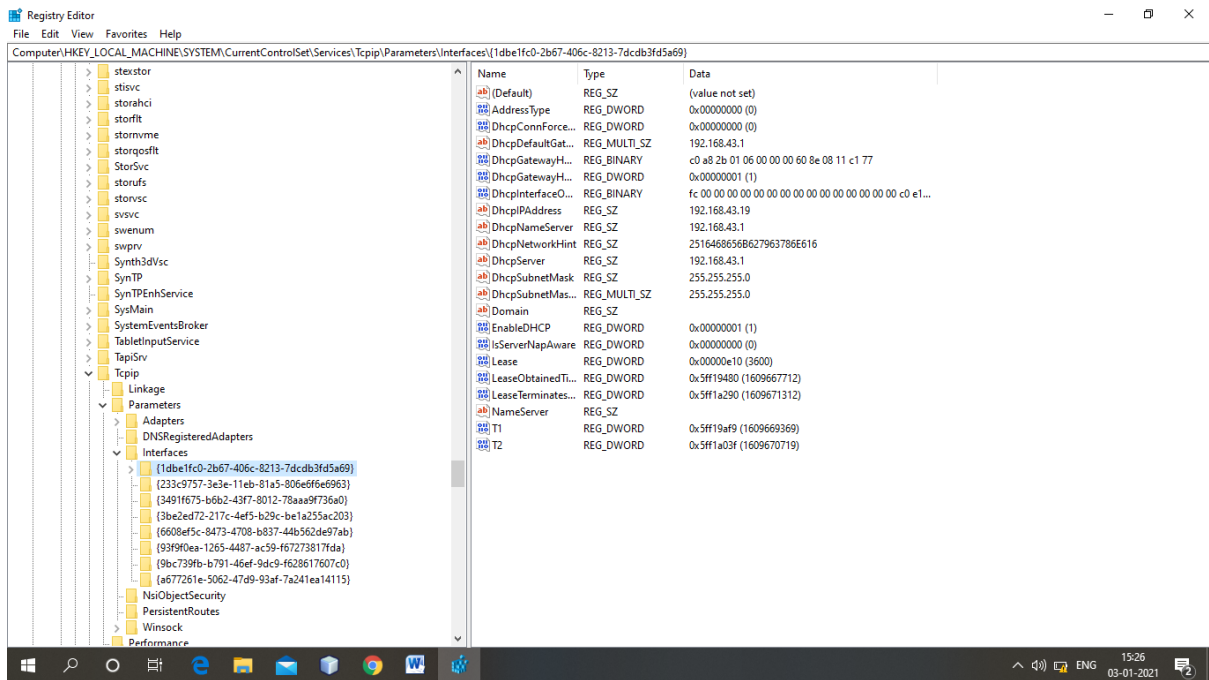 Registry Editor
File Edit View Favorites Help
Computer\HKEY_LOCAL_MACHINE\SYSTEM\CurrentControlSet\Services\Tcpip\Parameters\Interfaces\{1dbe1fc0-2b67-406c-8213-7dcdb3fd5a69}
stexstor
stisvc
storahci
storflt
stornvme
storqosflt
StorSvc
storufs
storvsc
svsvc
swenum
swprv
Synth3dVsc
SynTP
SynTPEnhService
SysMain
SystemEventsBroker
TabletInputService
TapiSrv
Tcpip
Linkage
Parameters
Adapters
DNSRegisteredAdapters
Interfaces
{1dbe1fc0-2b67-406c-8213-7dcdb3fd5a69}
{233c9757-3e3e-11eb-81a5-806e6f6e6963}
{3491f675-b6b2-43f7-8012-78aaa9f736a0}
{3be2ed72-217c-4ef5-b29c-be1a255ac203}
{6608ef5c-8473-4708-b837-44b562de97ab}
{93f9f0ea-1265-4487-ac59-f67273817fda}
{9bc739fb-b791-46ef-9dc9-f628617607c0}
{a677261e-5062-47d9-93af-7a241ea14115}
NsiObjectSecurity
PersistentRoutes
Winsock
Performance
Name Type Data
(Default) REG_SZ (value not set)
AddressType REG_DWORD 0x00000000 (0)
DhcpConnForce... REG_DWORD 0x00000000 (0)
DhcpDefaultGat... REG_MULTI_SZ 192.168.43.1
DhcpGatewayH... REG_BINARY c0 a8 2b 01 06 00 00 00 60 8e 08 11 c1 77
DhcpGatewayH... REG_DWORD 0x00000001 (1)
DhcpInterfaceO... REG_BINARY fc 00 00 00 00 00 00 00 00 00 00 00 00 00 00 00 c0 e1...
DhcpIPAddress REG_SZ 192.168.43.19
DhcpNameServer REG_SZ 192.168.43.1
DhcpNetworkHint REG_SZ 2516468656B627963786E616
DhcpServer REG_SZ 192.168.43.1
DhcpSubnetMask REG_SZ 255.255.255.0
DhcpSubnetMas... REG_MULTI_SZ 255.255.255.0
Domain REG_SZ
EnableDHCP REG_DWORD 0x00000001 (1)
IsServerNapAware REG_DWORD 0x00000000 (0)
Lease REG_DWORD 0x00000e10 (3600)
LeaseObtainedTi... REG_DWORD 0x5ff19480 (1609667712)
LeaseTerminates... REG_DWORD 0x5ff1a290 (1609671312)
NameServer REG_SZ
T1 REG_DWORD 0x5ff19af9 (1609669369)
T2 REG_DWORD 0x5ff1a03f (1609670719)
ENG
15:26
03-01-2021
2